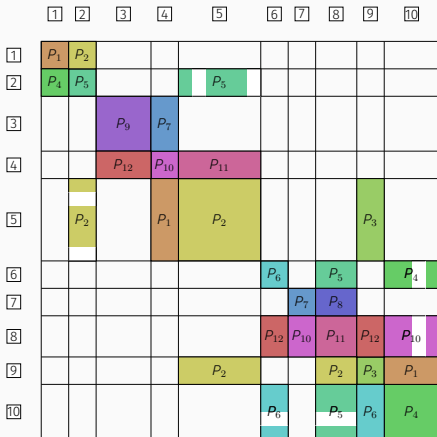 1 2 3 4 5 6 7 8 9 10
1 P₁ P₂
2 P₄ P₅ P₅
3 P₉ P₇
4 P₁₂ P₁₀ P₁₁
5 P₂ P₁ P₂ P₃
6 P₆ P₅ P₄
7 P₇ P₈
8 P₁₂ P₁₀ P₁₁ P₁₂ P₁₀
9 P₂ P₂ P₃ P₁
10 P₆ P₅ P₆ P₄